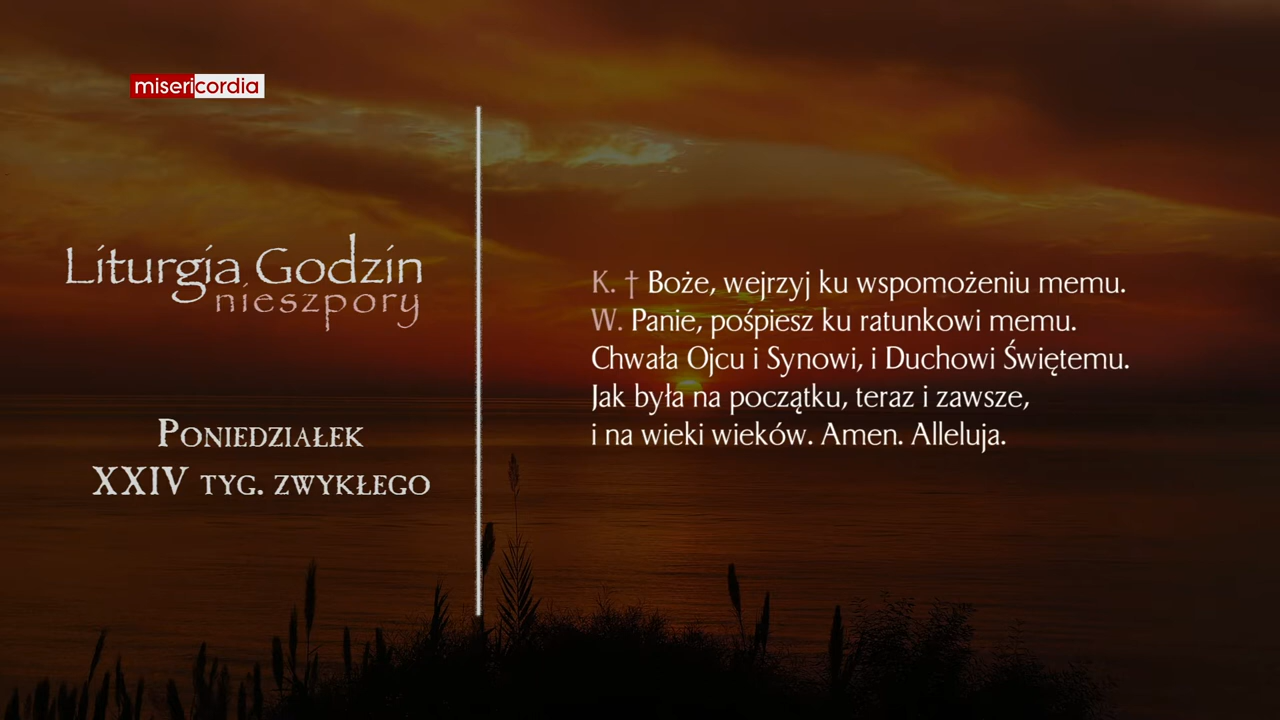 misericordia
Liturgia Godzin
nieszpory
Poniedziałek
XXIV tyg. zwykłego
K. † Boże, wejrzyj ku wspomożeniu memu.
W. Panie, pośpiesz ku ratunkowi memu.
Chwała Ojcu i Synowi, i Duchowi Świętemu.
Jak była na początku, teraz i zawsze,
i na wieki wieków. Amen. Alleluja.